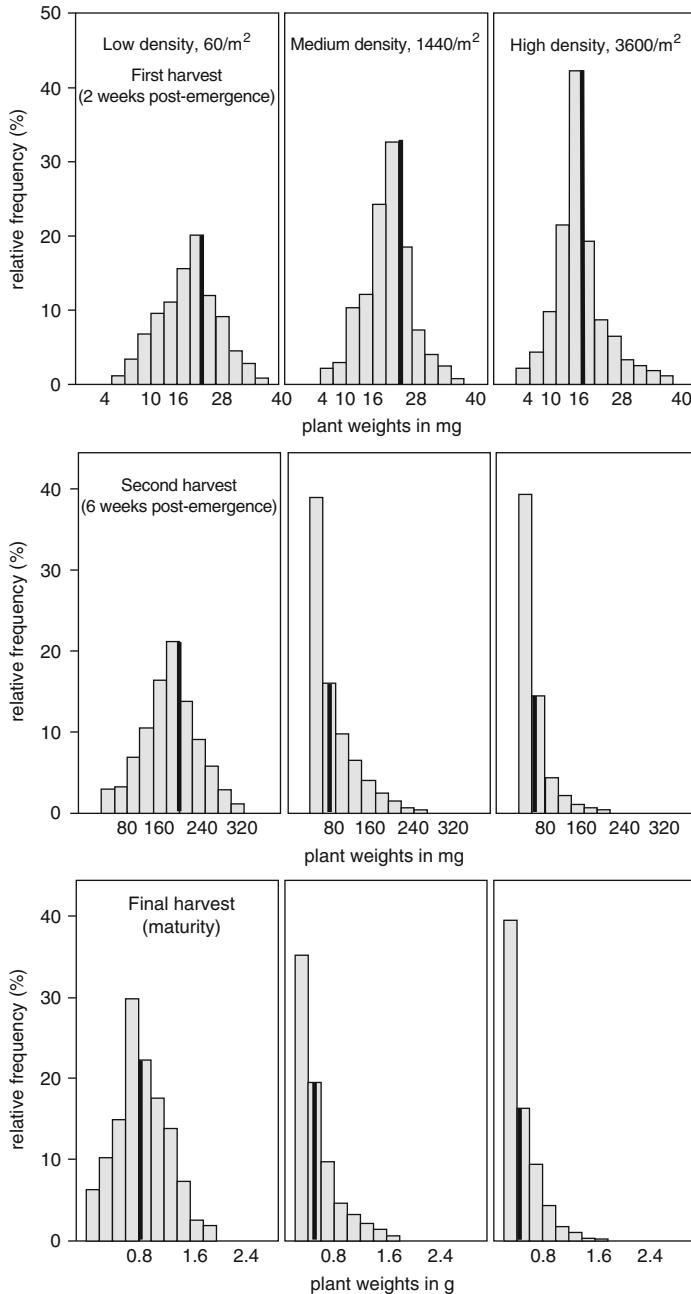 50
40
30
20
10
0
relative frequency (%)
Low density, 60/m²
First harvest
(2 weeks post-emergence)
Medium density, 1440/m²
High density, 3600/m²
4 10 16 28 40
4 10 16 28 40
4 10 16 28 40
plant weights in mg
40
30
20
10
0
relative frequency (%)
Second harvest
(6 weeks post-emergence)
80 160 240 320
80 160 240 320
80 160 240 320
plant weights in mg
40
30
20
10
0
relative frequency (%)
Final harvest
(maturity)
0.8 1.6 2.4
0.8 1.6 2.4
0.8 1.6 2.4
plant weights in g